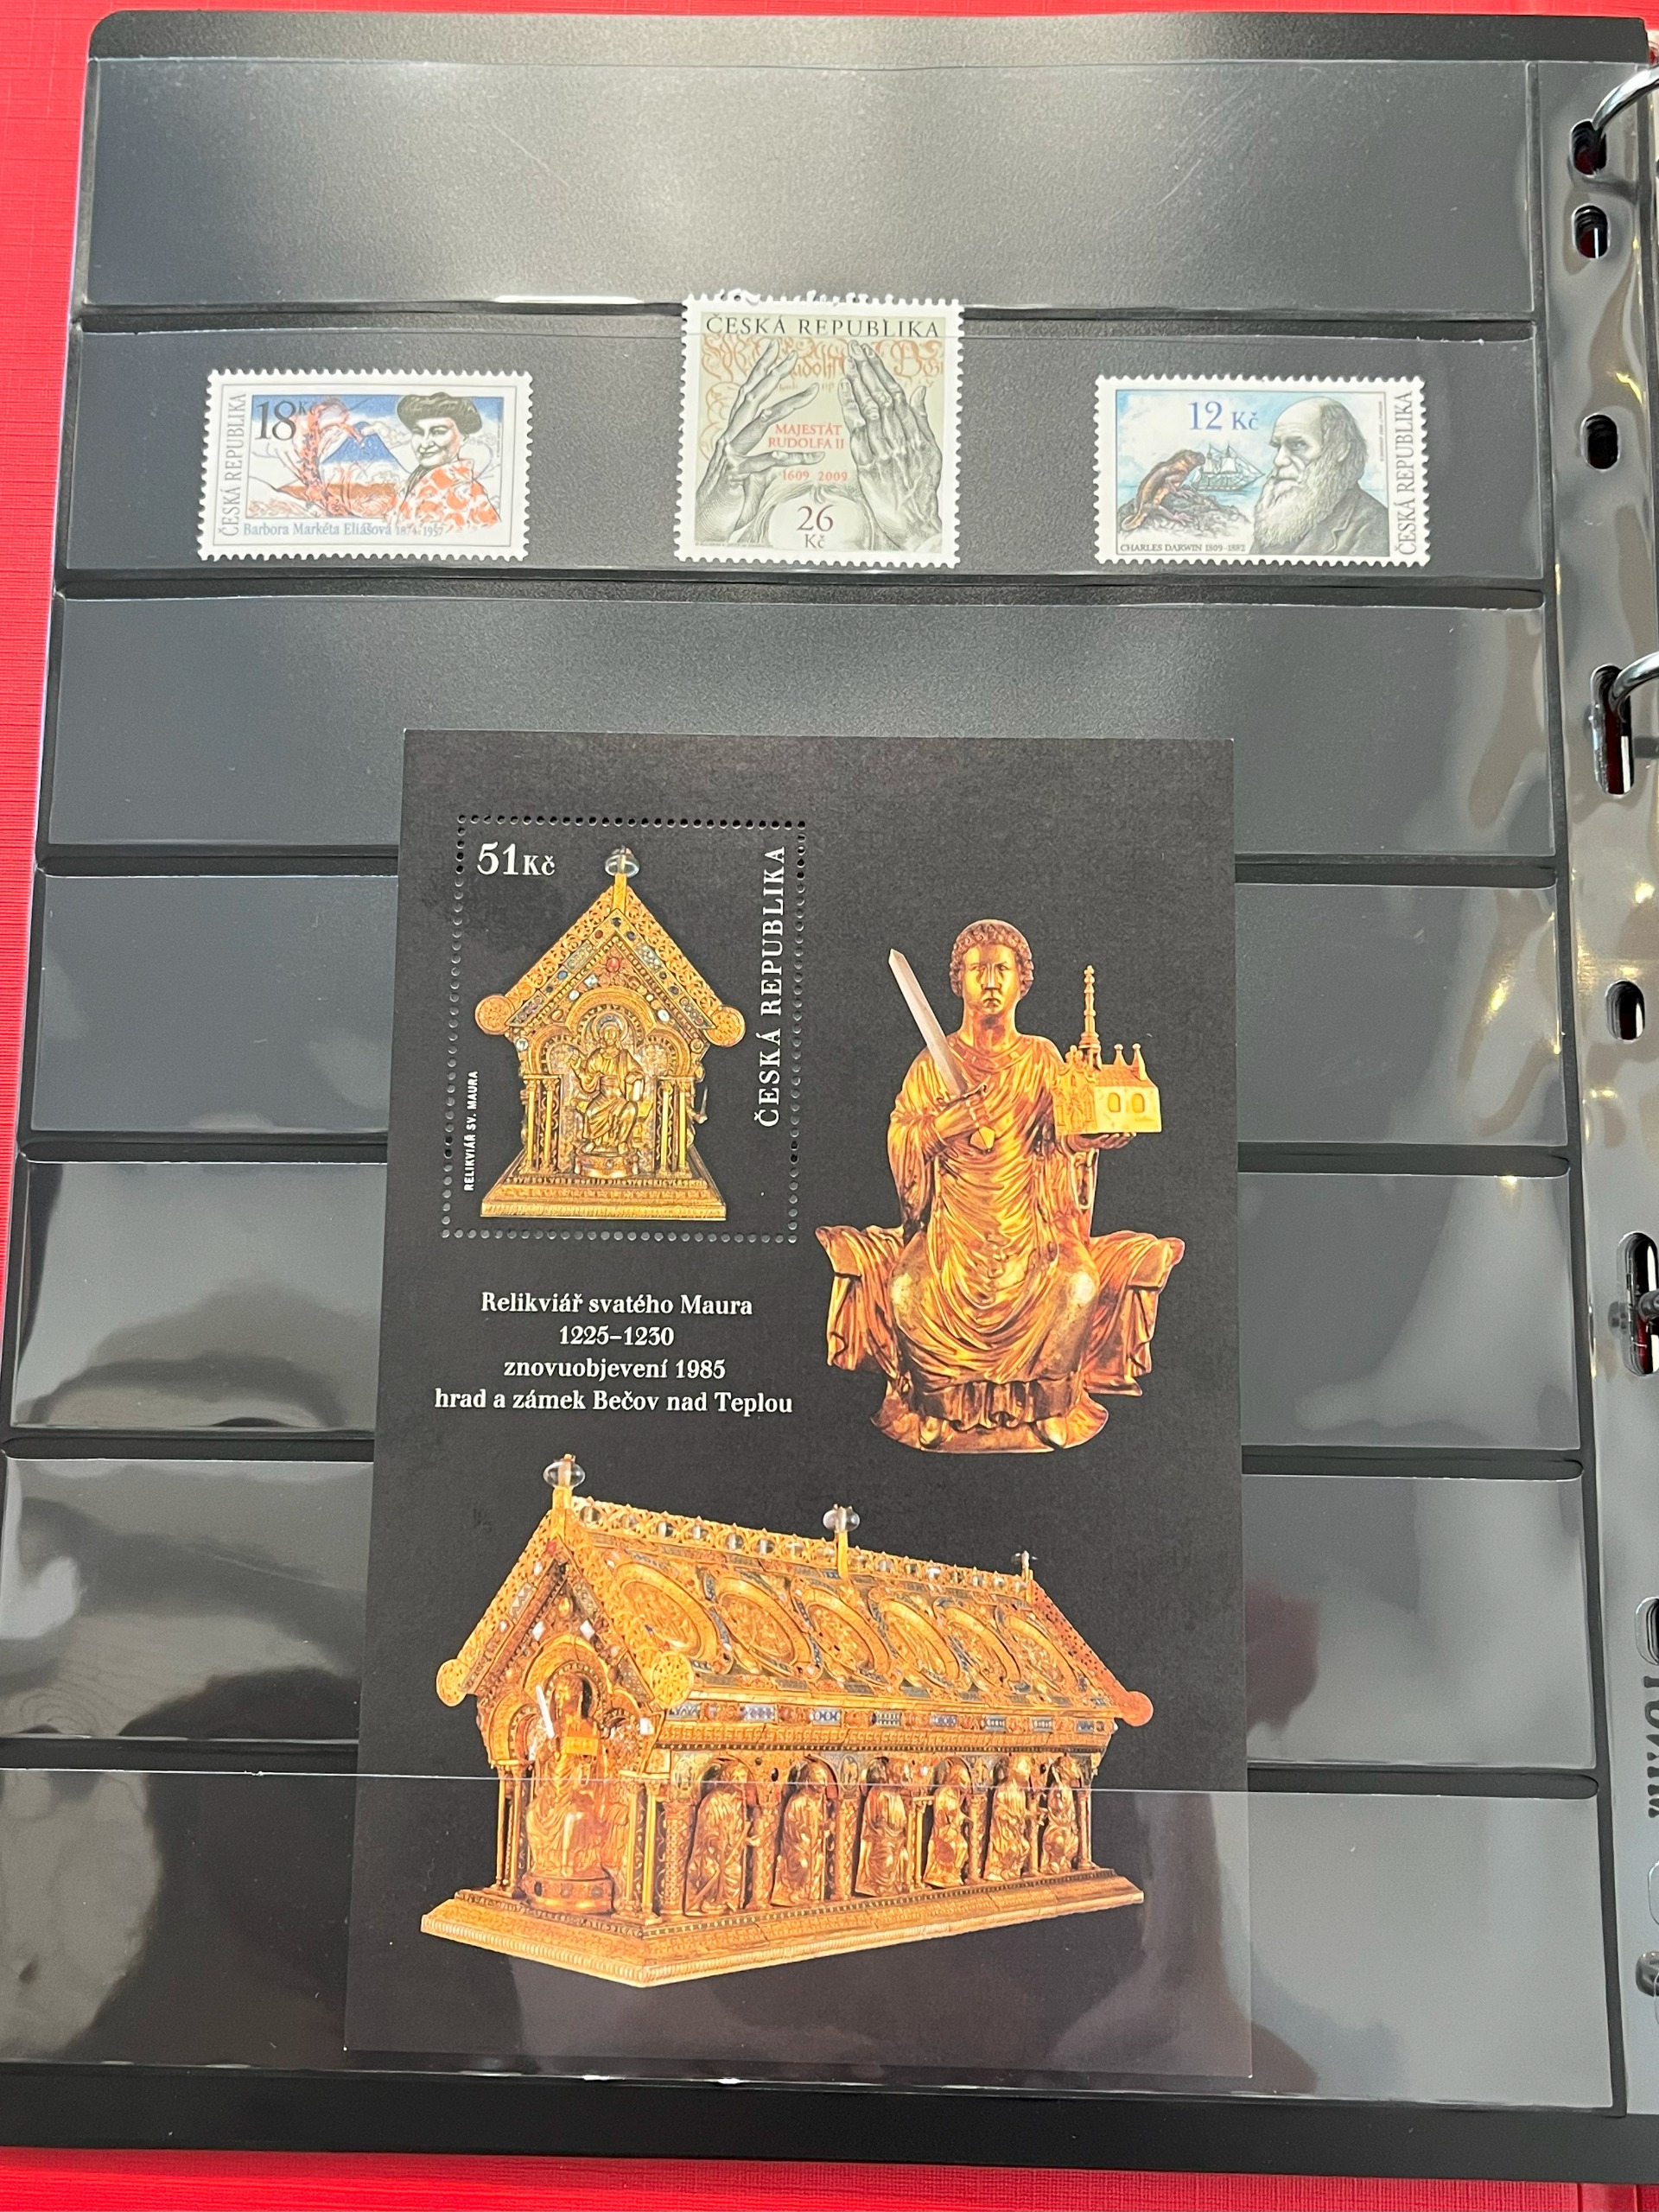 ČESKÁ REPUBLIKA
18 Kč
Barbora Markéta Eliášová 1874-1957
ČESKÁ REPUBLIKA
MAJESTÁT
RUDOLFA II
1609 2009
26
Kč
12 Kč
CHARLES DARWIN 1809-1882
ČESKÁ REPUBLIKA
51 Kč
ČESKÁ REPUBLIKA
RELIKVIÁŘ SV. MAURA
Relikviář svatého Maura
1225–1230
znovuobjevení 1985
hrad a zámek Bečov nad Teplou